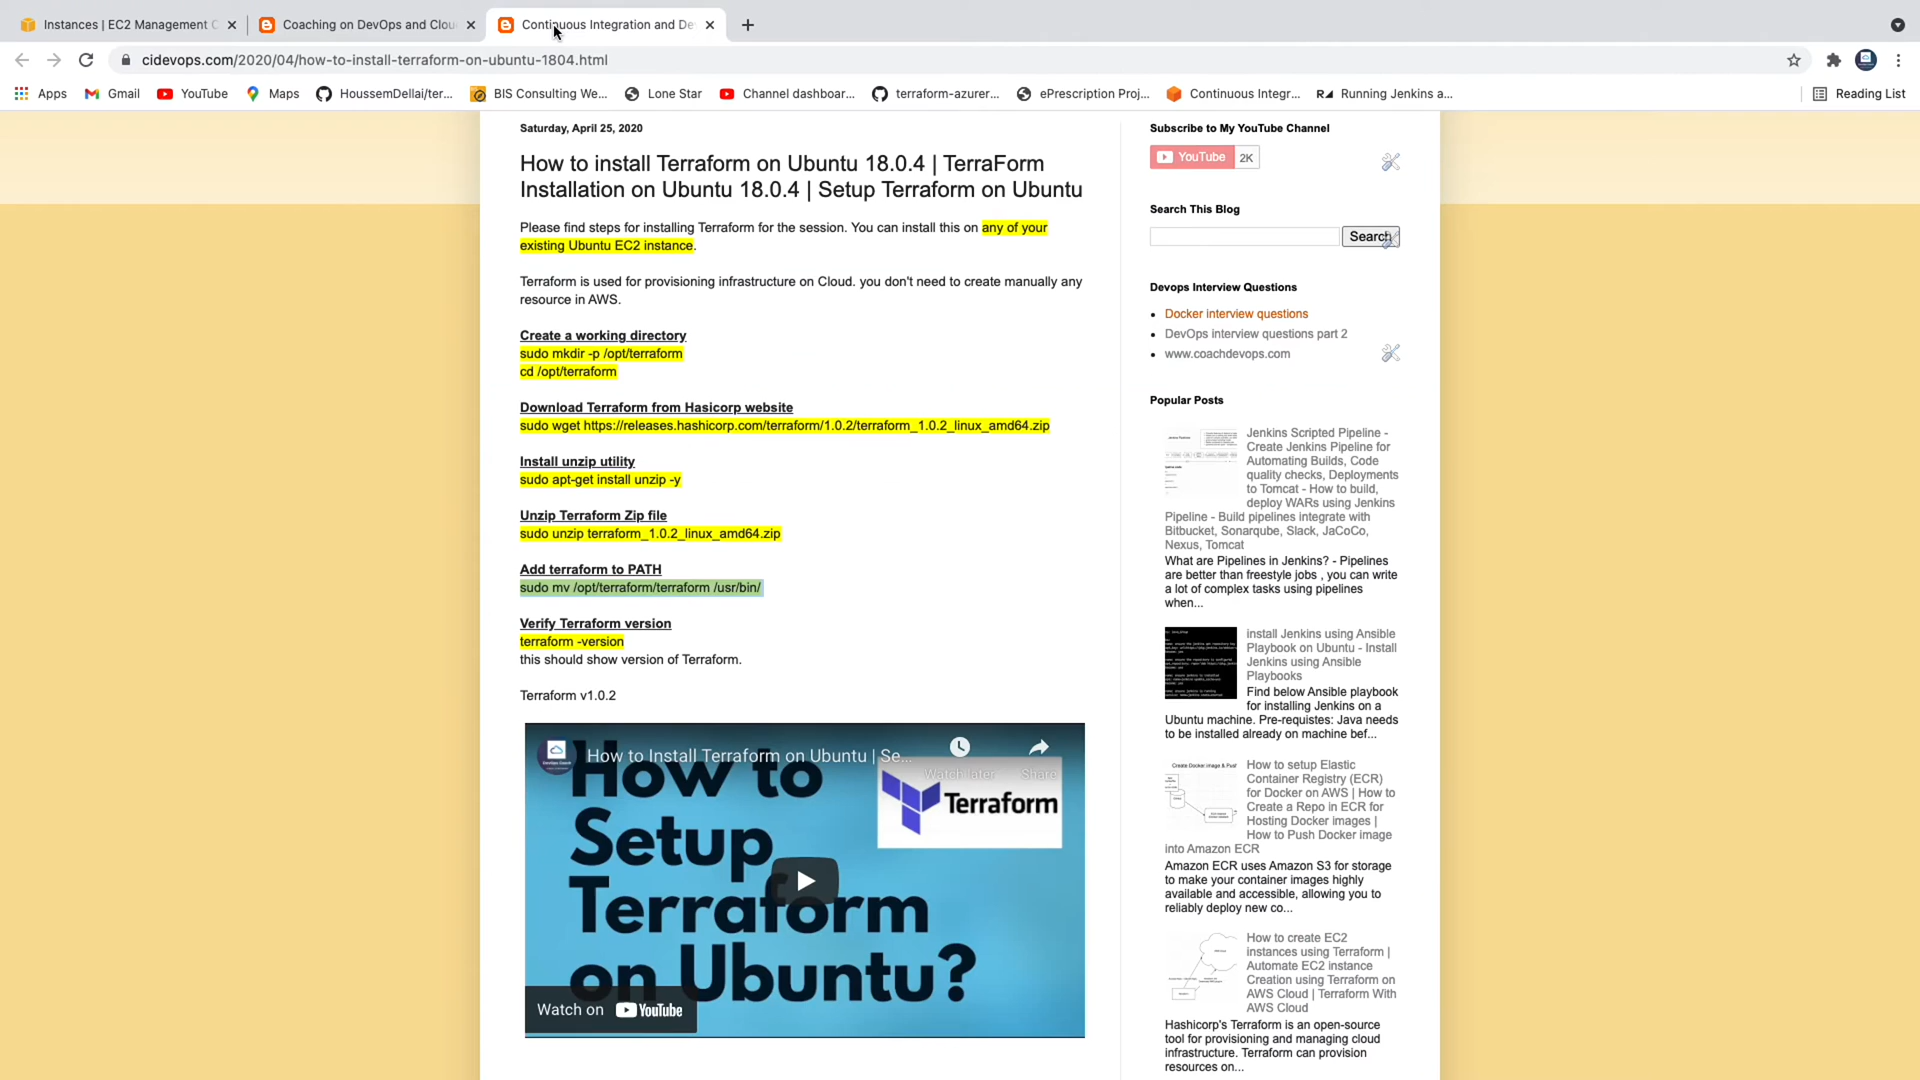 Instances | EC2 Management C
Coaching on DevOps and Clou
Continuous Integration and De
cidevops.com/2020/04/how-to-install-terraform-on-ubuntu-1804.html
Apps
Gmail
YouTube
Maps
HoussemDellai/ter...
BIS Consulting We...
Lone Star
Channel dashboar...
terraform-azurer...
ePrescription Proj...
Continuous Integr...
Running Jenkins a...
Reading List
Saturday, April 25, 2020
How to install Terraform on Ubuntu 18.0.4 | TerraForm
Installation on Ubuntu 18.0.4 | Setup Terraform on Ubuntu
Please find steps for installing Terraform for the session. You can install this on any of your
existing Ubuntu EC2 instance.
Terraform is used for provisioning infrastructure on Cloud. you don't need to create manually any
resource in AWS.
Create a working directory
sudo mkdir -p /opt/terraform
cd /opt/terraform
Download Terraform from Hasicorp website
sudo wget https://releases.hashicorp.com/terraform/1.0.2/terraform_1.0.2_linux_amd64.zip
Install unzip utility
sudo apt-get install unzip -y
Unzip Terraform Zip file
sudo unzip terraform_1.0.2_linux_amd64.zip
Add terraform to PATH
sudo mv /opt/terraform/terraform /usr/bin/
Verify Terraform version
terraform -version
this should show version of Terraform.
Terraform v1.0.2
How to Install Terraform on Ubuntu | Se...
Watch later
Share
How to
Setup
Terraform
on Ubuntu?
Terraform
Watch on YouTube
Subscribe to My YouTube Channel
YouTube 2K
Search This Blog
Search
Devops Interview Questions
Docker interview questions
DevOps interview questions part 2
www.coachdevops.com
Popular Posts
Jenkins Scripted Pipeline -
Create Jenkins Pipeline for
Automating Builds, Code
quality checks, Deployments
to Tomcat - How to build,
deploy WARs using Jenkins
Pipeline - Build pipelines integrate with
Bitbucket, Sonarqube, Slack, JaCoCo,
Nexus, Tomcat
What are Pipelines in Jenkins? - Pipelines
are better than freestyle jobs , you can write
a lot of complex tasks using pipelines
when...
install Jenkins using Ansible
Playbook on Ubuntu - Install
Jenkins using Ansible
Playbooks
Find below Ansible playbook
for installing Jenkins on a
Ubuntu machine. Pre-requistes: Java needs
to be installed already on machine bef...
How to setup Elastic
Container Registry (ECR)
for Docker on AWS | How to
Create a Repo in ECR for
Hosting Docker images |
How to Push Docker image
into Amazon ECR
Amazon ECR uses Amazon S3 for storage
to make your container images highly
available and accessible, allowing you to
reliably deploy new co...
How to create EC2
instances using Terraform |
Automate EC2 instance
Creation using Terraform on
AWS Cloud | Terraform With
AWS Cloud
Hashicorp's Terraform is an open-source
tool for provisioning and managing cloud
infrastructure. Terraform can provision
resources on...